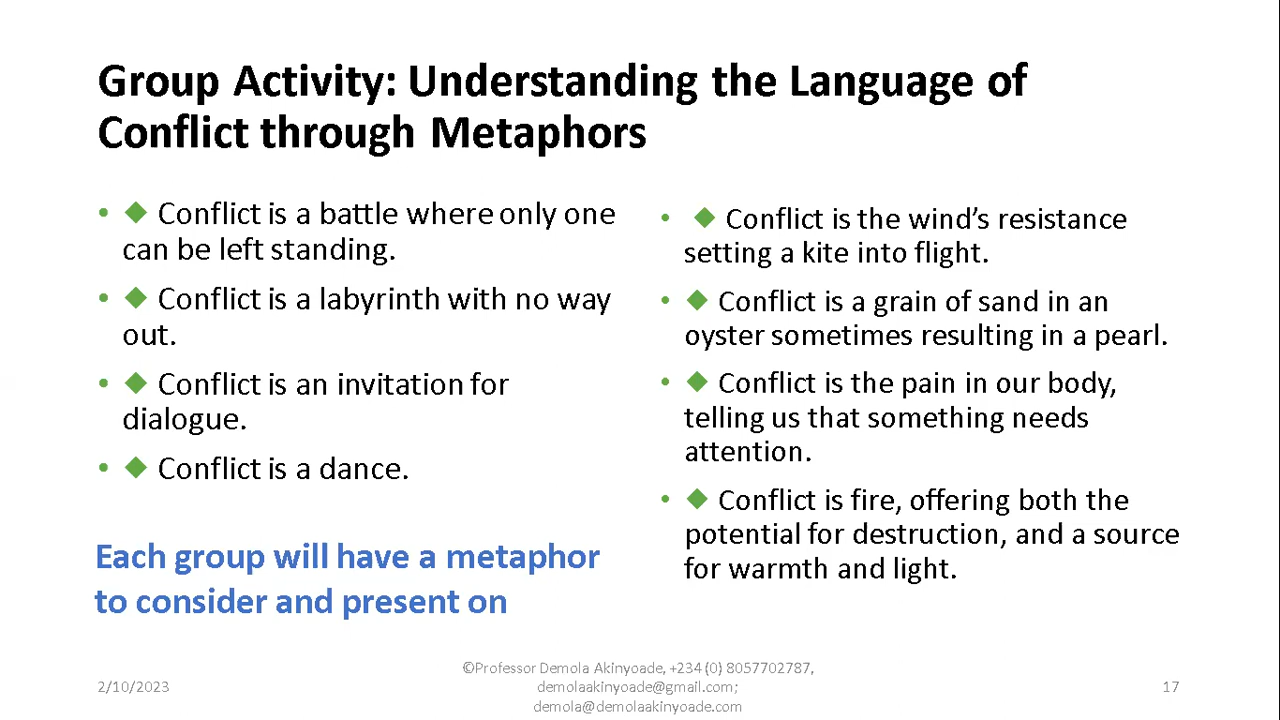 Group Activity: Understanding the Language of
Conflict through Metaphors
• ◆ Conflict is a battle where only one
can be left standing.
• ◆ Conflict is a labyrinth with no way
out.
• ◆ Conflict is an invitation for
dialogue.
• ◆ Conflict is a dance.
Each group will have a metaphor
to consider and present on
• ◆ Conflict is the wind’s resistance
setting a kite into flight.
• ◆ Conflict is a grain of sand in an
oyster sometimes resulting in a pearl.
• ◆ Conflict is the pain in our body,
telling us that something needs
attention.
• ◆ Conflict is fire, offering both the
potential for destruction, and a source
for warmth and light.
2/10/2023
©Professor Demola Akinyoade, +234 (0) 8057702787,
demolaakinyoade@gmail.com;
demola@demolaakinyoade.com
17